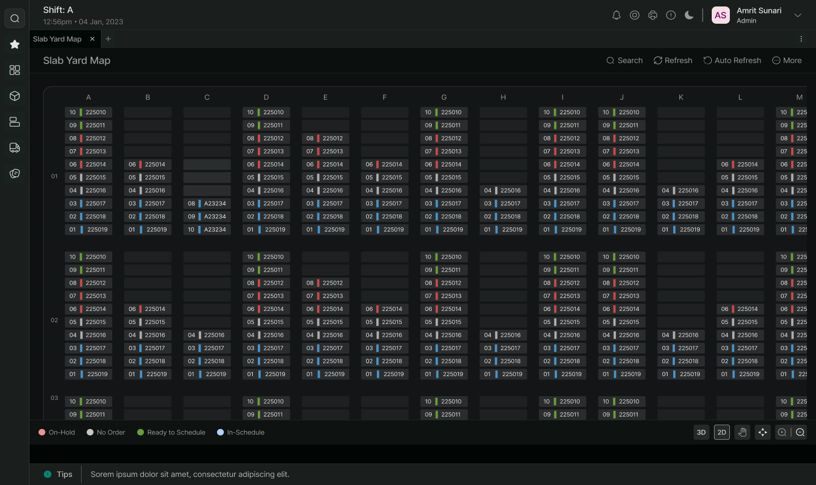 Shift: A
12:56pm • 04 Jan, 2023
AS
Amrit Sunari
Admin
Slab Yard Map
Slab Yard Map
Search Refresh Auto Refresh More
A B C D E F G H I J K L M
10 225010 10 225010 10 225010 10 225010 10 225010 10 225
09 225011 09 225011 09 225011 09 225011 09 225011 09 225
08 225012 08 225012 08 225012 08 225012 08 225012 08 225012 08 225
07 225013 07 225013 07 225013 07 225013 07 225013 07 225013 07 225
06 225014 06 225014 06 225014 06 225014 06 225014 06 225014 06 225014 06 225014 06 225014 06 225
01 05 225015 05 225015 05 225015 05 225015 05 225015 05 225015 05 225015 05 225015 05 225015 05 225
04 225016 04 225016 04 225016 04 225016 04 225016 04 225016 04 225016 04 225016 04 225016 04 225016 04 225016 04 225
03 225017 03 225017 08 A23234 03 225017 03 225017 03 225017 03 225017 03 225017 03 225017 03 225017 03 225017 03 225017 03 225
02 225018 02 225018 09 A23234 02 225018 02 225018 02 225018 02 225018 02 225018 02 225018 02 225018 02 225018 02 225018 02 225
01 225019 01 225019 10 A23234 01 225019 01 225019 01 225019 01 225019 01 225019 01 225019 01 225019 01 225019 01 225019 01 22
10 225010 10 225010 10 225010 10 225010 10 225010 10 225
09 225011 09 225011 09 225011 09 225011 09 225011 09 225
08 225012 08 225012 08 225012 08 225012 08 225012 08 225012 08 225
07 225013 07 225013 07 225013 07 225013 07 225013 07 225013 07 225
06 225014 06 225014 06 225014 06 225014 06 225014 06 225014 06 225014 06 225014 06 225014 06 225
02 05 225015 05 225015 05 225015 05 225015 05 225015 05 225015 05 225015 05 225015 05 225015 05 225
04 225016 04 225016 04 225016 04 225016 04 225016 04 225016 04 225016 04 225016 04 225016 04 225016 04 225016 04 225016 04 225
03 225017 03 225017 03 225017 03 225017 03 225017 03 225017 03 225017 03 225017 03 225017 03 225017 03 225017 03 225017 03 225
02 225018 02 225018 02 225018 02 225018 02 225018 02 225018 02 225018 02 225018 02 225018 02 225018 02 225018 02 225018 02 225
01 225019 01 225019 01 225019 01 225019 01 225019 01 225019 01 225019 01 225019 01 225019 01 225019 01 225019 01 225019 01 22
03 10 225010 10 225010 10 225010 10 225010 10 225010 10 225
09 225011 09 225011 09 225011 09 225011 09 225011 09 225
On-Hold No Order Ready to Schedule In-Schedule 3D 2D
Tips Sorem ipsum dolor sit amet, consectetur adipiscing elit.